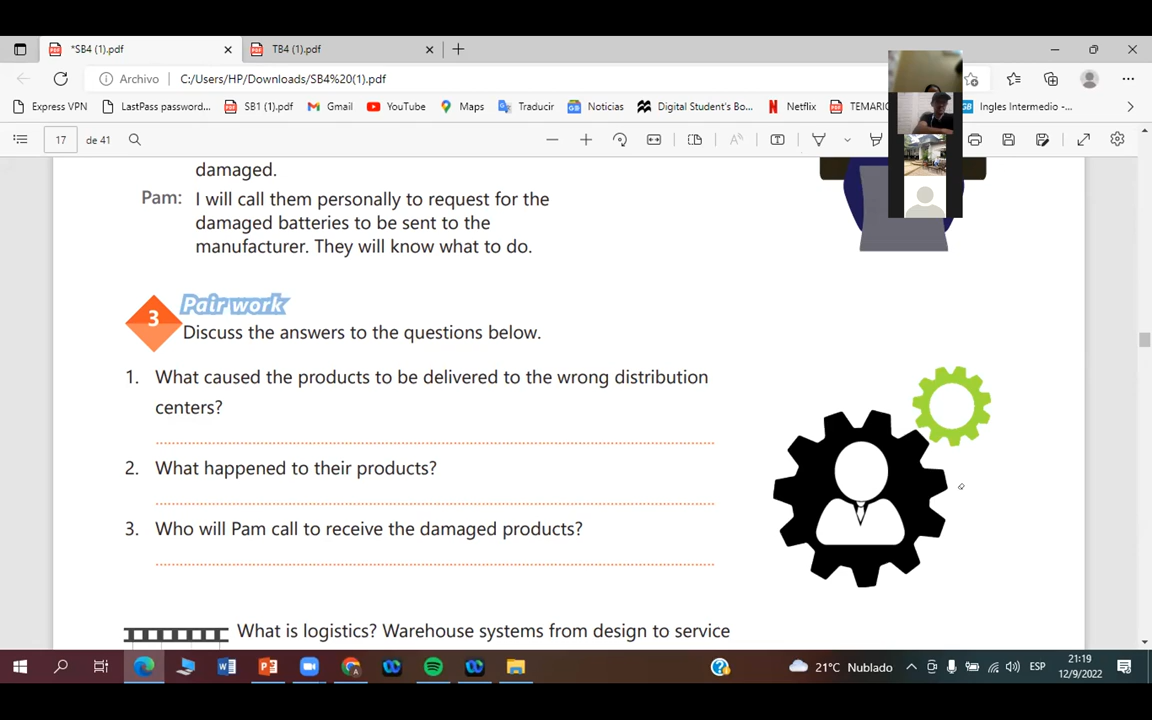 *SB4 (1).pdf
TB4 (1).pdf
Archivo
C:/Users/HP/Downloads/SB4%20(1).pdf
Express VPN
LastPass password...
SB1 (1).pdf
Gmail
YouTube
Maps
Traducir
Noticias
Digital Student's Bo...
Netflix
TEMARIO
Ingles Intermedio -...
17
de 41
damaged.
Pam: I will call them personally to request for the
damaged batteries to be sent to the
manufacturer. They will know what to do.
3
Pair work
Discuss the answers to the questions below.
1. What caused the products to be delivered to the wrong distribution
centers?
2. What happened to their products?
3. Who will Pam call to receive the damaged products?
What is logistics? Warehouse systems from design to service
21°C Nublado
ESP
21:19
12/9/2022